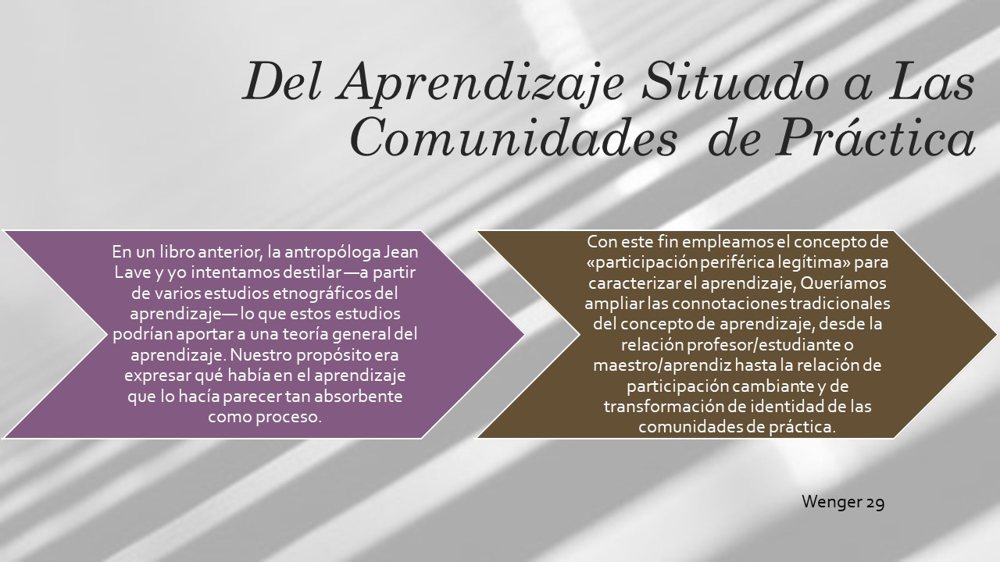 Del Aprendizaje Situado a Las
Comunidades  de Práctica
En un libro anterior, la antropóloga Jean
Lave y yo intentamos destilar —a partir
de varios estudios etnográficos del
aprendizaje— lo que estos estudios
podrían aportar a una teoría general del
aprendizaje. Nuestro propósito era
expresar qué había en el aprendizaje
que lo hacía parecer tan absorbente
como proceso.
Con este fin empleamos el concepto de
«participación periférica legítima» para
caracterizar el aprendizaje, Queríamos
ampliar las connotaciones tradicionales
del concepto de aprendizaje, desde la
relación profesor/estudiante o
maestro/aprendiz hasta la relación de
participación cambiante y de
transformación de identidad de las
comunidades de práctica.
Wenger 29